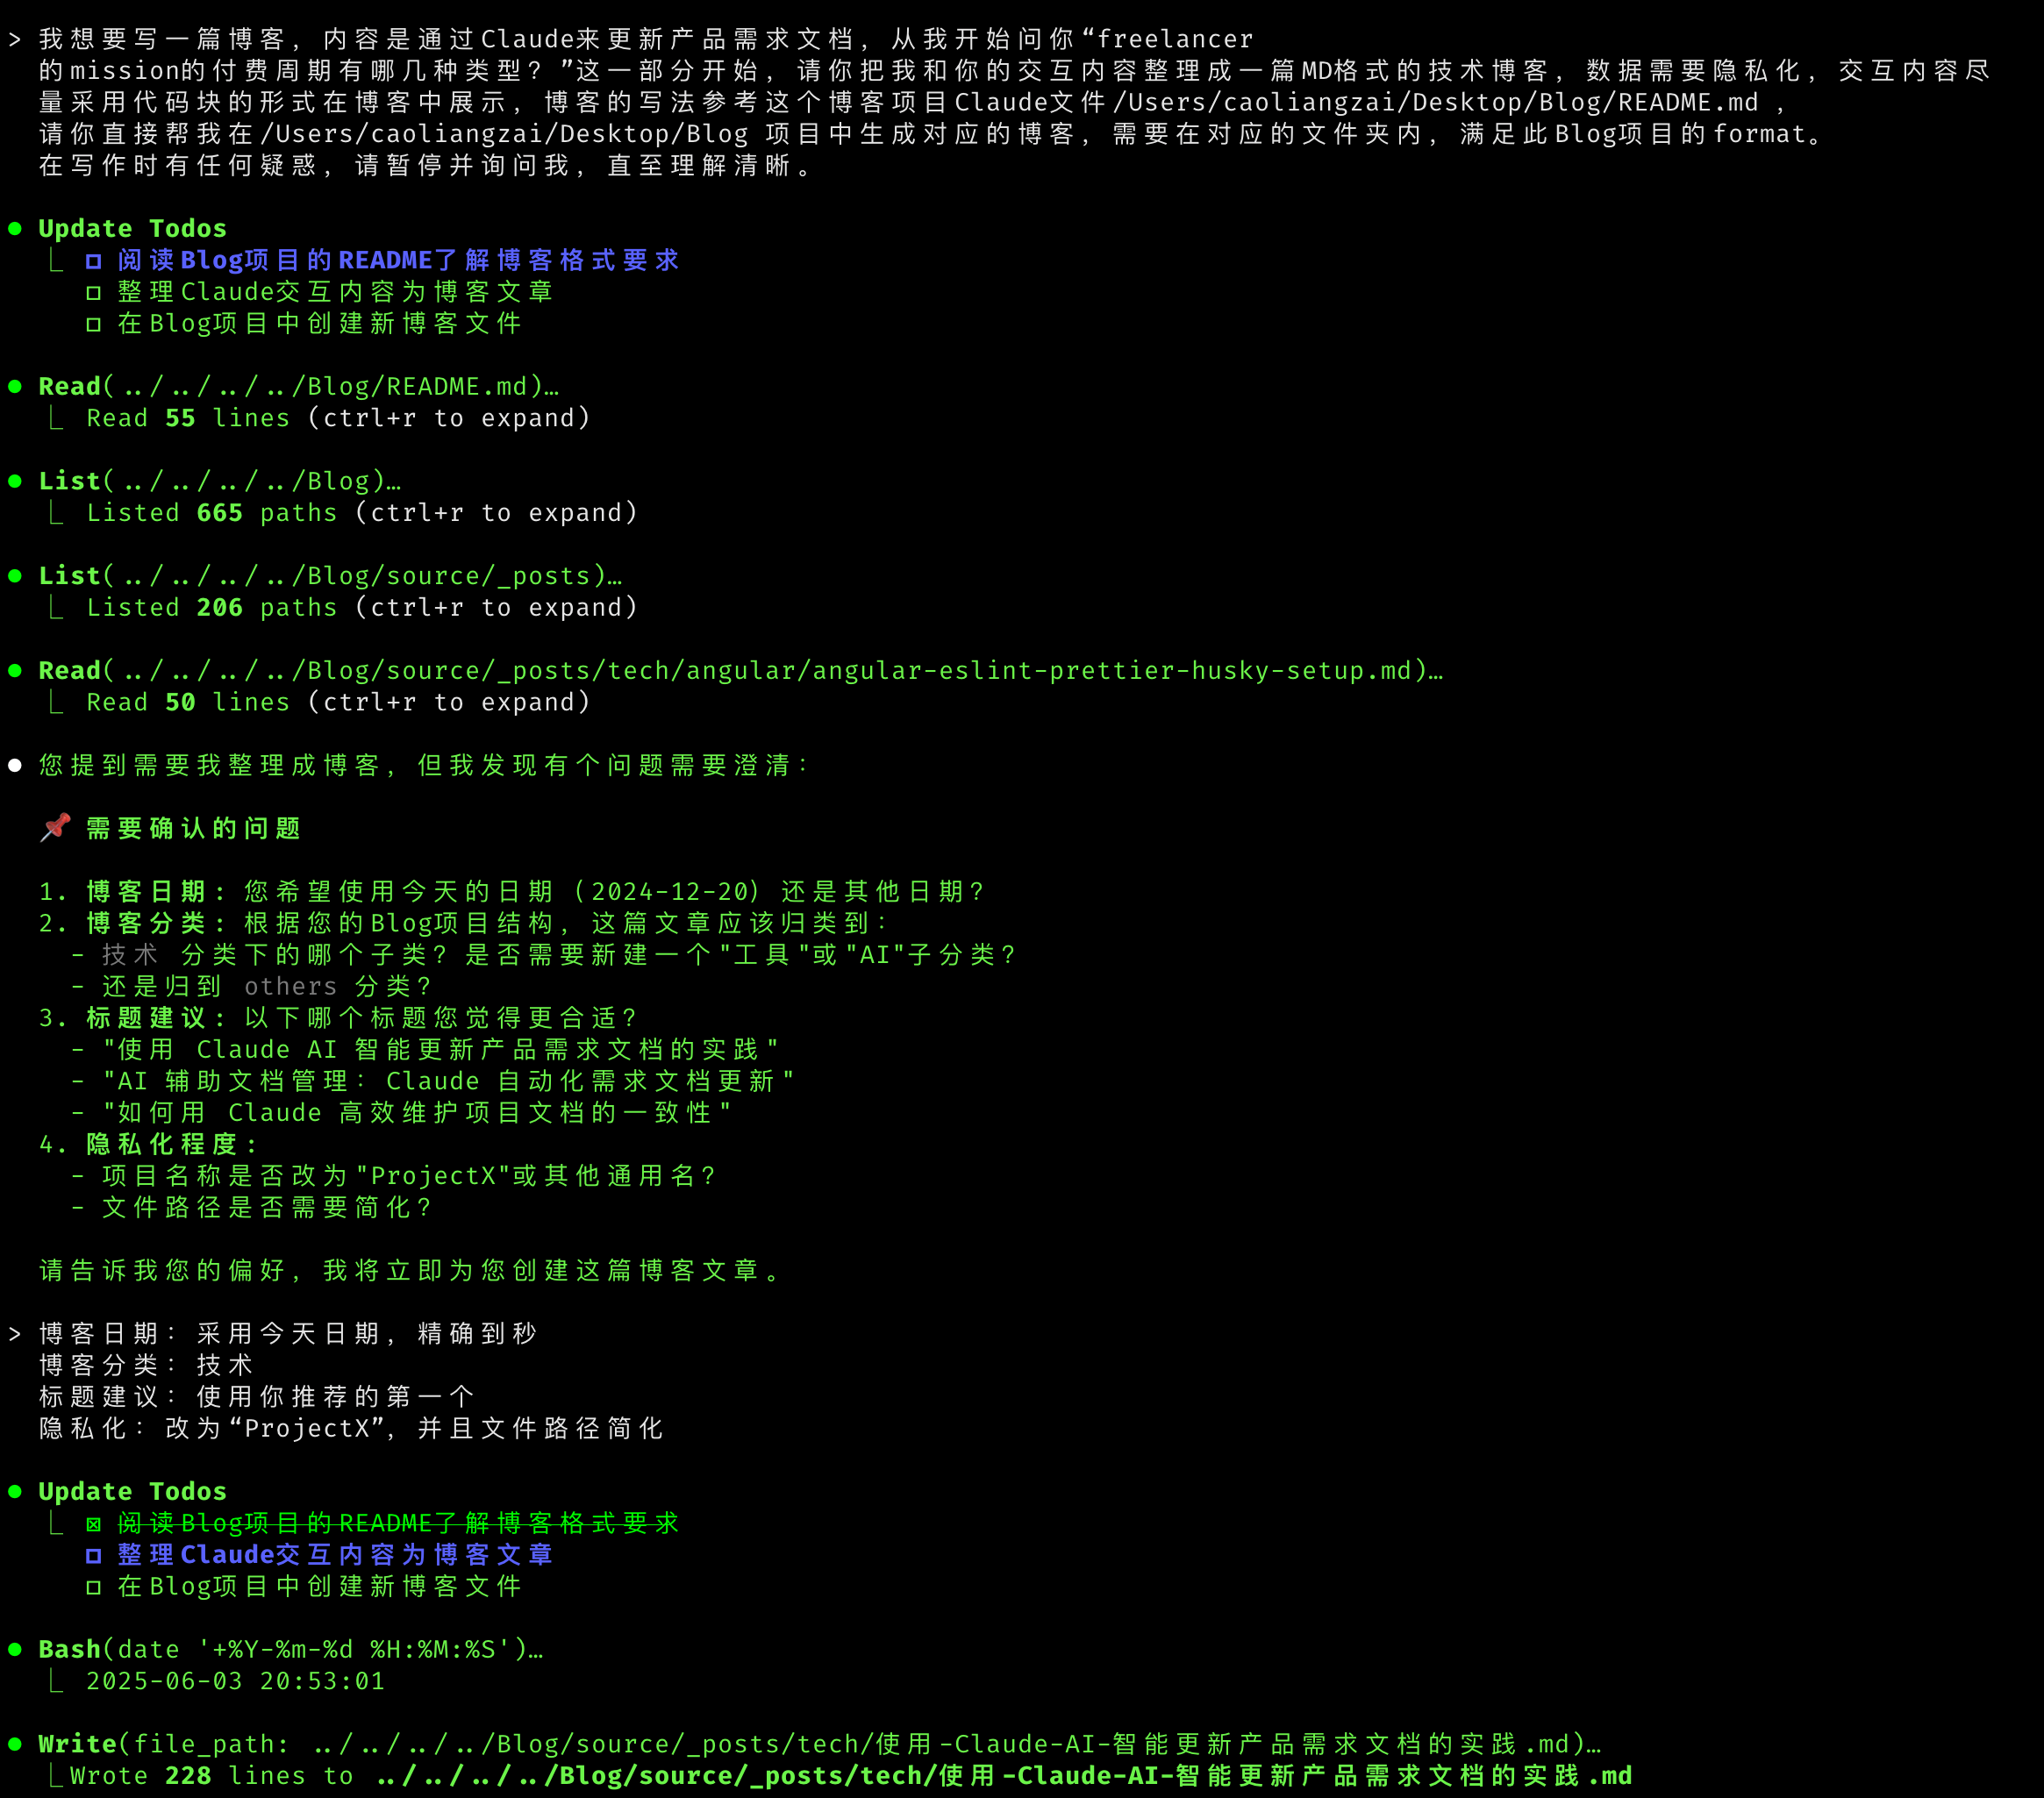 > 我想要写一篇博客，内容是通过Claude来更新产品需求文档，从我开始问你“freelancer
的mission的付费周期有哪几种类型？”这一部分开始，请你把我和你的交互内容整理成一篇MD格式的技术博客，数据需要隐私化，交互内容尽
量采用代码块的形式在博客中展示，博客的写法参考这个博客项目Claude文件/Users/caoliangzai/Desktop/Blog/README.md ，
请你直接帮我在/Users/caoliangzai/Desktop/Blog 项目中生成对应的博客，需要在对应的文件夹内，满足此Blog项目的format。
在写作时有任何疑惑，请暂停并询问我，直至理解清晰。
● Update Todos
⎿ ☐ 阅读Blog项目的README了解博客格式要求
☐ 整理Claude交互内容为博客文章
☐ 在Blog项目中创建新博客文件
● Read(../../../../Blog/README.md)…
⎿ Read 55 lines (ctrl+r to expand)
● List(../../../../Blog)…
⎿ Listed 665 paths (ctrl+r to expand)
● List(../../../../Blog/source/_posts)…
⎿ Listed 206 paths (ctrl+r to expand)
● Read(../../../../Blog/source/_posts/tech/angular/angular-eslint-prettier-husky-setup.md)…
⎿ Read 50 lines (ctrl+r to expand)
● 您提到需要我整理成博客，但我发现有个问题需要澄清：
📌 需要确认的问题
1. 博客日期：您希望使用今天的日期（2024-12-20）还是其他日期？
2. 博客分类：根据您的Blog项目结构，这篇文章应该归类到：
- 技术 分类下的哪个子类？是否需要新建一个"工具"或"AI"子分类？
- 还是归到 others 分类？
3. 标题建议：以下哪个标题您觉得更合适？
- "使用 Claude AI 智能更新产品需求文档的实践"
- "AI 辅助文档管理：Claude 自动化需求文档更新"
- "如何用 Claude 高效维护项目文档的一致性"
4. 隐私化程度：
- 项目名称是否改为"ProjectX"或其他通用名？
- 文件路径是否需要简化？
请告诉我您的偏好，我将立即为您创建这篇博客文章。
> 博客日期：采用今天日期，精确到秒
博客分类：技术
标题建议：使用你推荐的第一个
隐私化：改为“ProjectX”，并且文件路径简化
● Update Todos
⎿ ☒ 阅读Blog项目的README了解博客格式要求
☐ 整理Claude交互内容为博客文章
☐ 在Blog项目中创建新博客文件
● Bash(date '+%Y-%m-%d %H:%M:%S')…
⎿ 2025-06-03 20:53:01
● Write(file_path: ../../../../Blog/source/_posts/tech/使用-Claude-AI-智能更新产品需求文档的实践.md)…
⎿ Wrote 228 lines to ../../../../Blog/source/_posts/tech/使用-Claude-AI-智能更新产品需求文档的实践.md